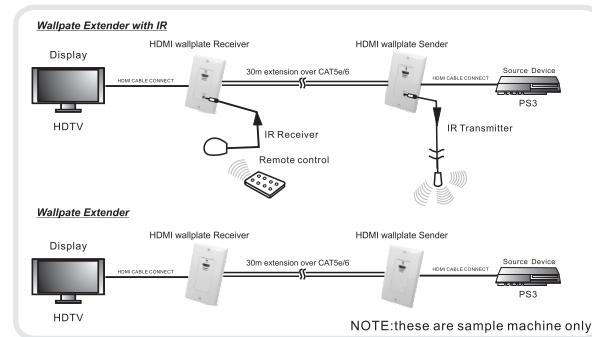 Wallpate Extender with IR
HDMI wallplate Receiver
HDMI wallplate Sender
Display
30m extension over CAT5e/6
Source Device
HDMI CABLE CONNECT
HDMI CABLE CONNECT
PS3
HDTV
IR Receiver
IR Transmitter
Remote control
Wallpate Extender
HDMI wallplate Receiver
HDMI wallplate Sender
Display
30m extension over CAT5e/6
Source Device
HDMI CABLE CONNECT
HDMI CABLE CONNECT
PS3
HDTV
NOTE:these are sample machine only